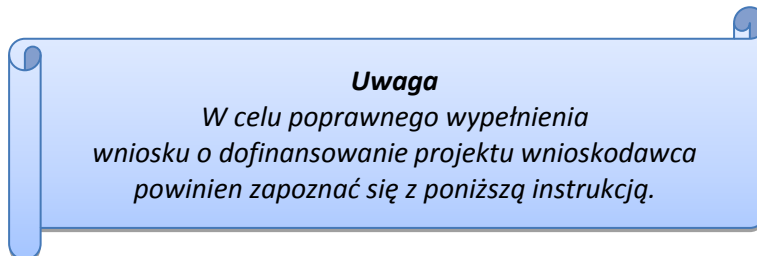 Uwaga
W celu poprawnego wypełnienia
wniosku o dofinansowanie projektu wnioskodawca
powinien zapoznać się z poniższą instrukcją.